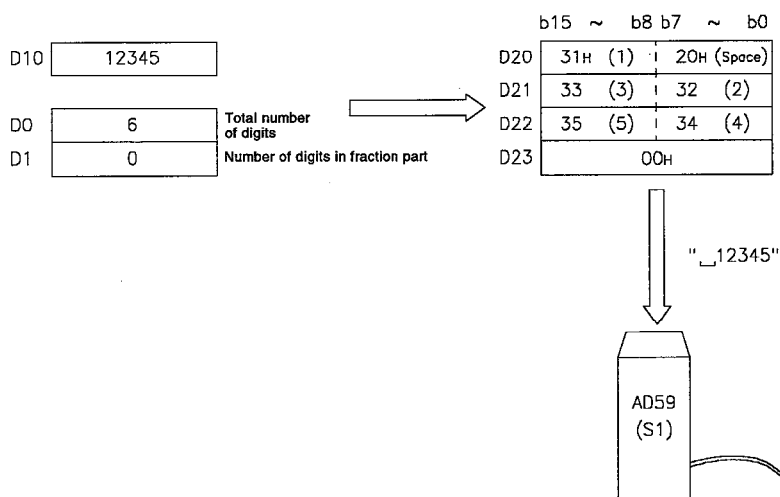 b15 ~ b8 b7 ~ b0
D10 12345
D20 31H (1) 20H (Space)
D21 33 (3) 32 (2)
D0 6 Total number of digits
D22 35 (5) 34 (4)
D1 0 Number of digits in fraction part
D23 00H
"␣12345"
AD59
(S1)